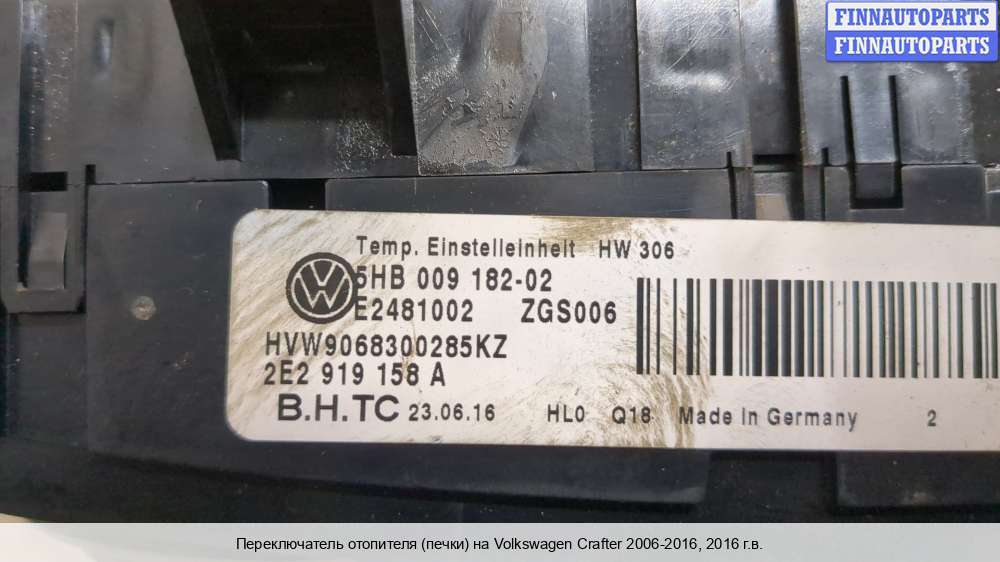 FINNAUTOPARTS
FINNAUTOPARTS
Temp. Einstelleinheit HW 306
5HB 009 182-02
E2481002 ZGS006
HVW9068300285KZ
2E2 919 158 A
B.H.TC 23.06.16 HL0 Q18 Made in Germany 2
Переключатель отопителя (печки) на Volkswagen Crafter 2006-2016, 2016 г.в.